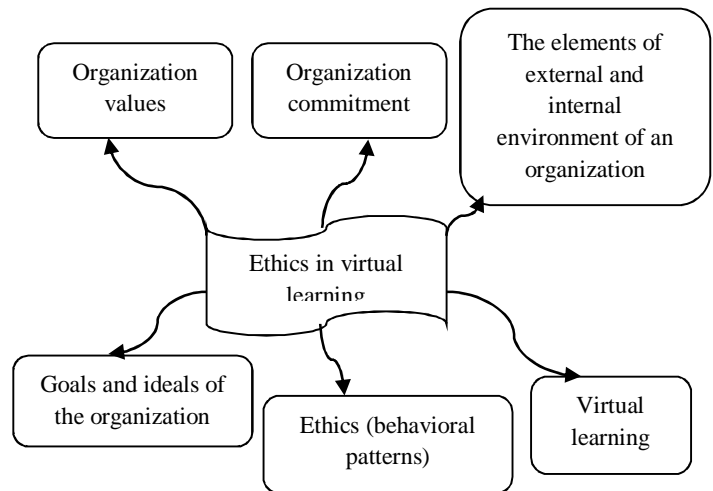 Organization
values
Organization
commitment
The elements of
external and
internal
environment of an
organization
Ethics in virtual
learning
Goals and ideals of
the organization
Ethics (behavioral
patterns)
Virtual
learning